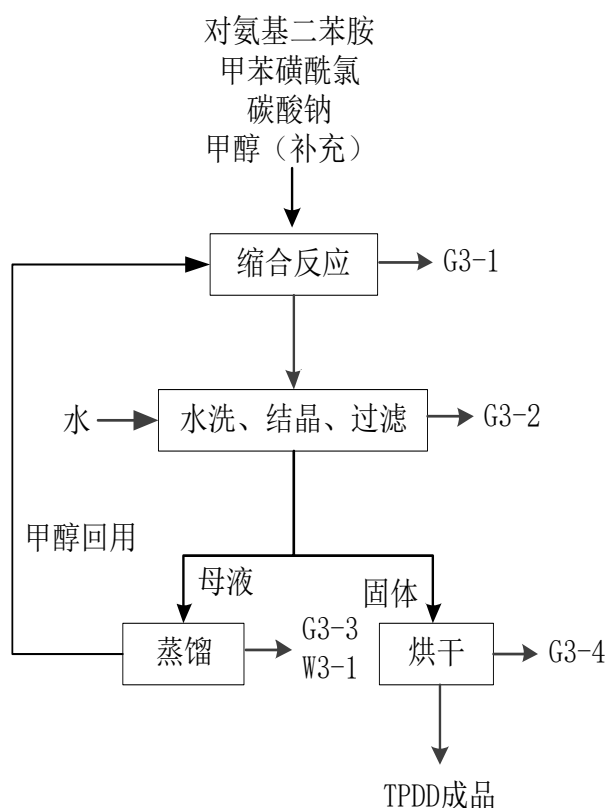 对氨基二苯胺
甲苯磺酰氯
碳酸钠
甲醇（补充）
缩合反应
G3-1
水
水洗、结晶、过滤
G3-2
甲醇回用
母液
固体
蒸馏
G3-3
W3-1
烘干
G3-4
TPDD成品